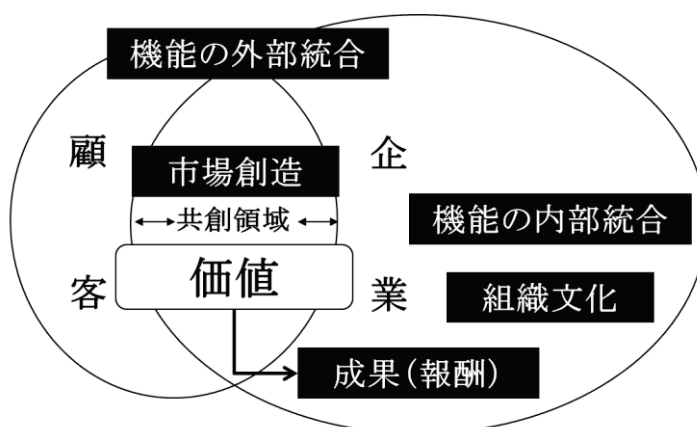 機能の外部統合
顧客
企業
市場創造
共創領域
価値
機能の内部統合
組織文化
成果(報酬)